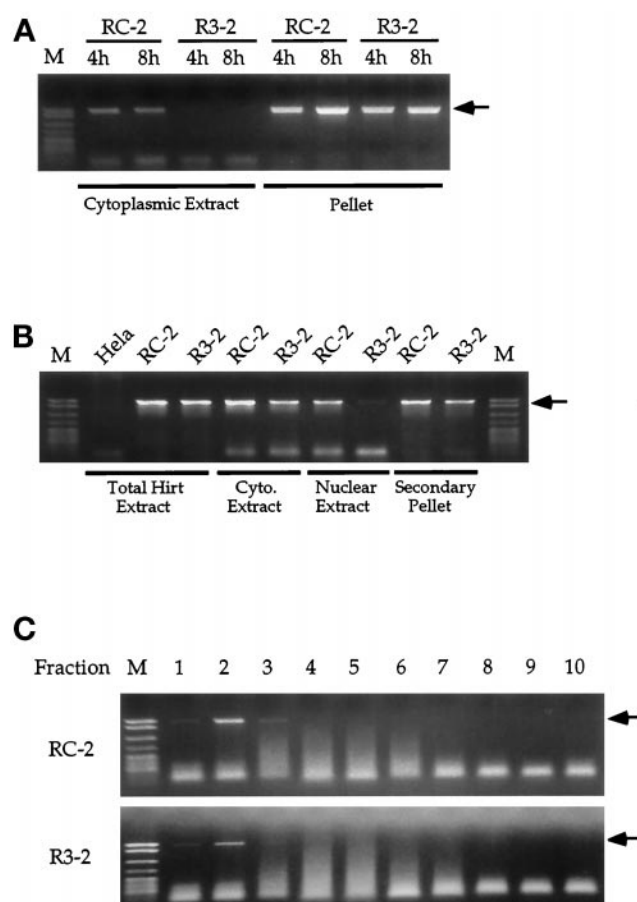 A
RC-2 R3-2 RC-2 R3-2
M 4h 8h 4h 8h 4h 8h 4h 8h
Cytoplasmic Extract Pellet
B
M Hela RC-2 R3-2 RC-2 R3-2 RC-2 R3-2 RC-2 R3-2 M
Total Hirt Cyto. Nuclear Secondary
Extract Extract Extract Pellet
C
Fraction M 1 2 3 4 5 6 7 8 9 10
RC-2
R3-2